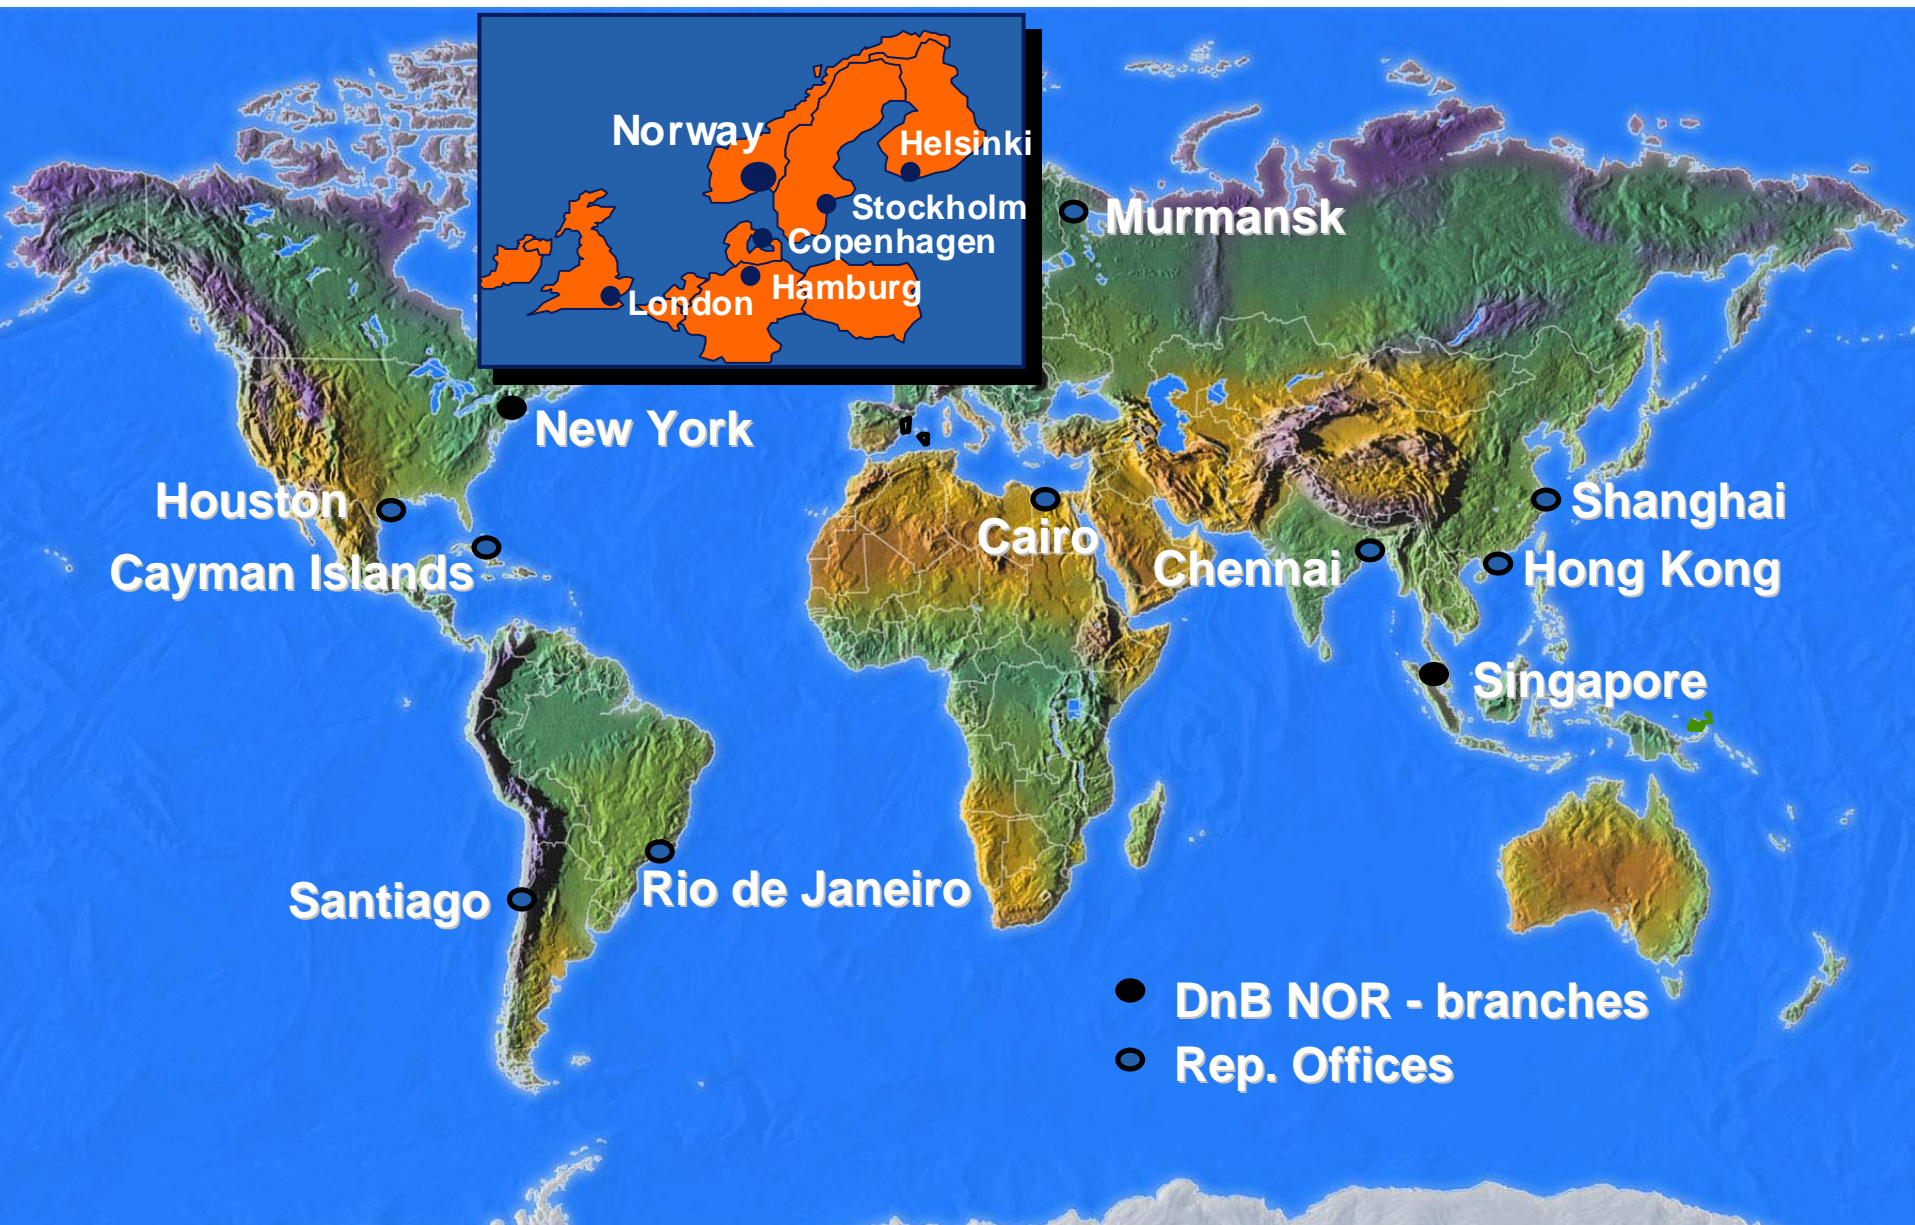 Norway
Helsinki
Stockholm
Copenhagen
Hamburg
London
Murmansk
New York
Houston
Cayman Islands
Cairo
Chennai
Shanghai
Hong Kong
Singapore
Santiago
Rio de Janeiro
DnB NOR - branches
Rep. Offices